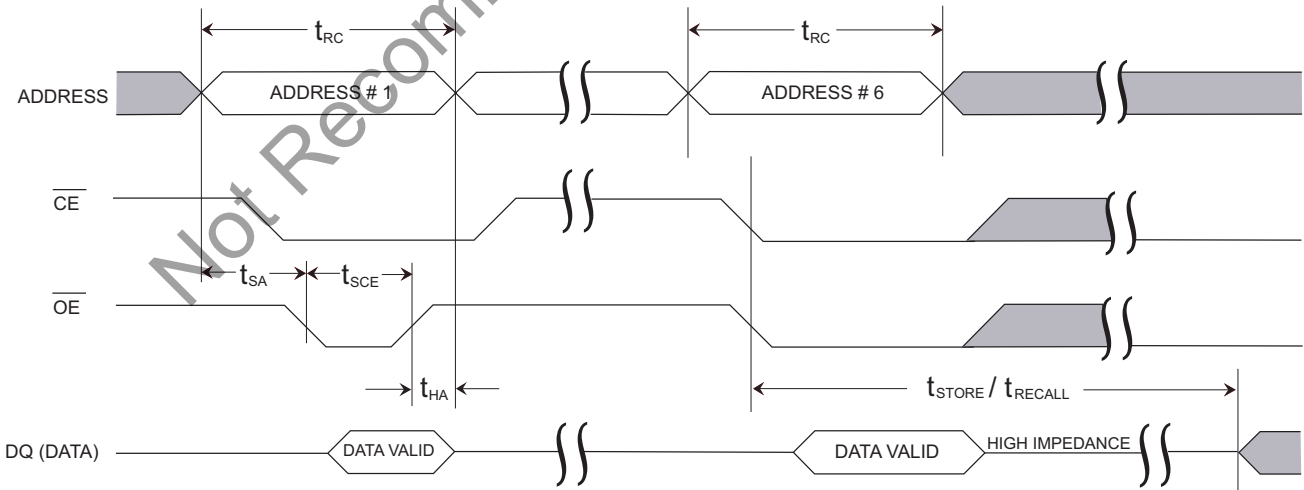 Not Recom
tRC
tRC
ADDRESS
ADDRESS # 1
ADDRESS # 6
CE
tSA
tSCE
OE
tHA
tSTORE / tRECALL
DQ (DATA)
DATA VALID
DATA VALID
HIGH IMPEDANCE